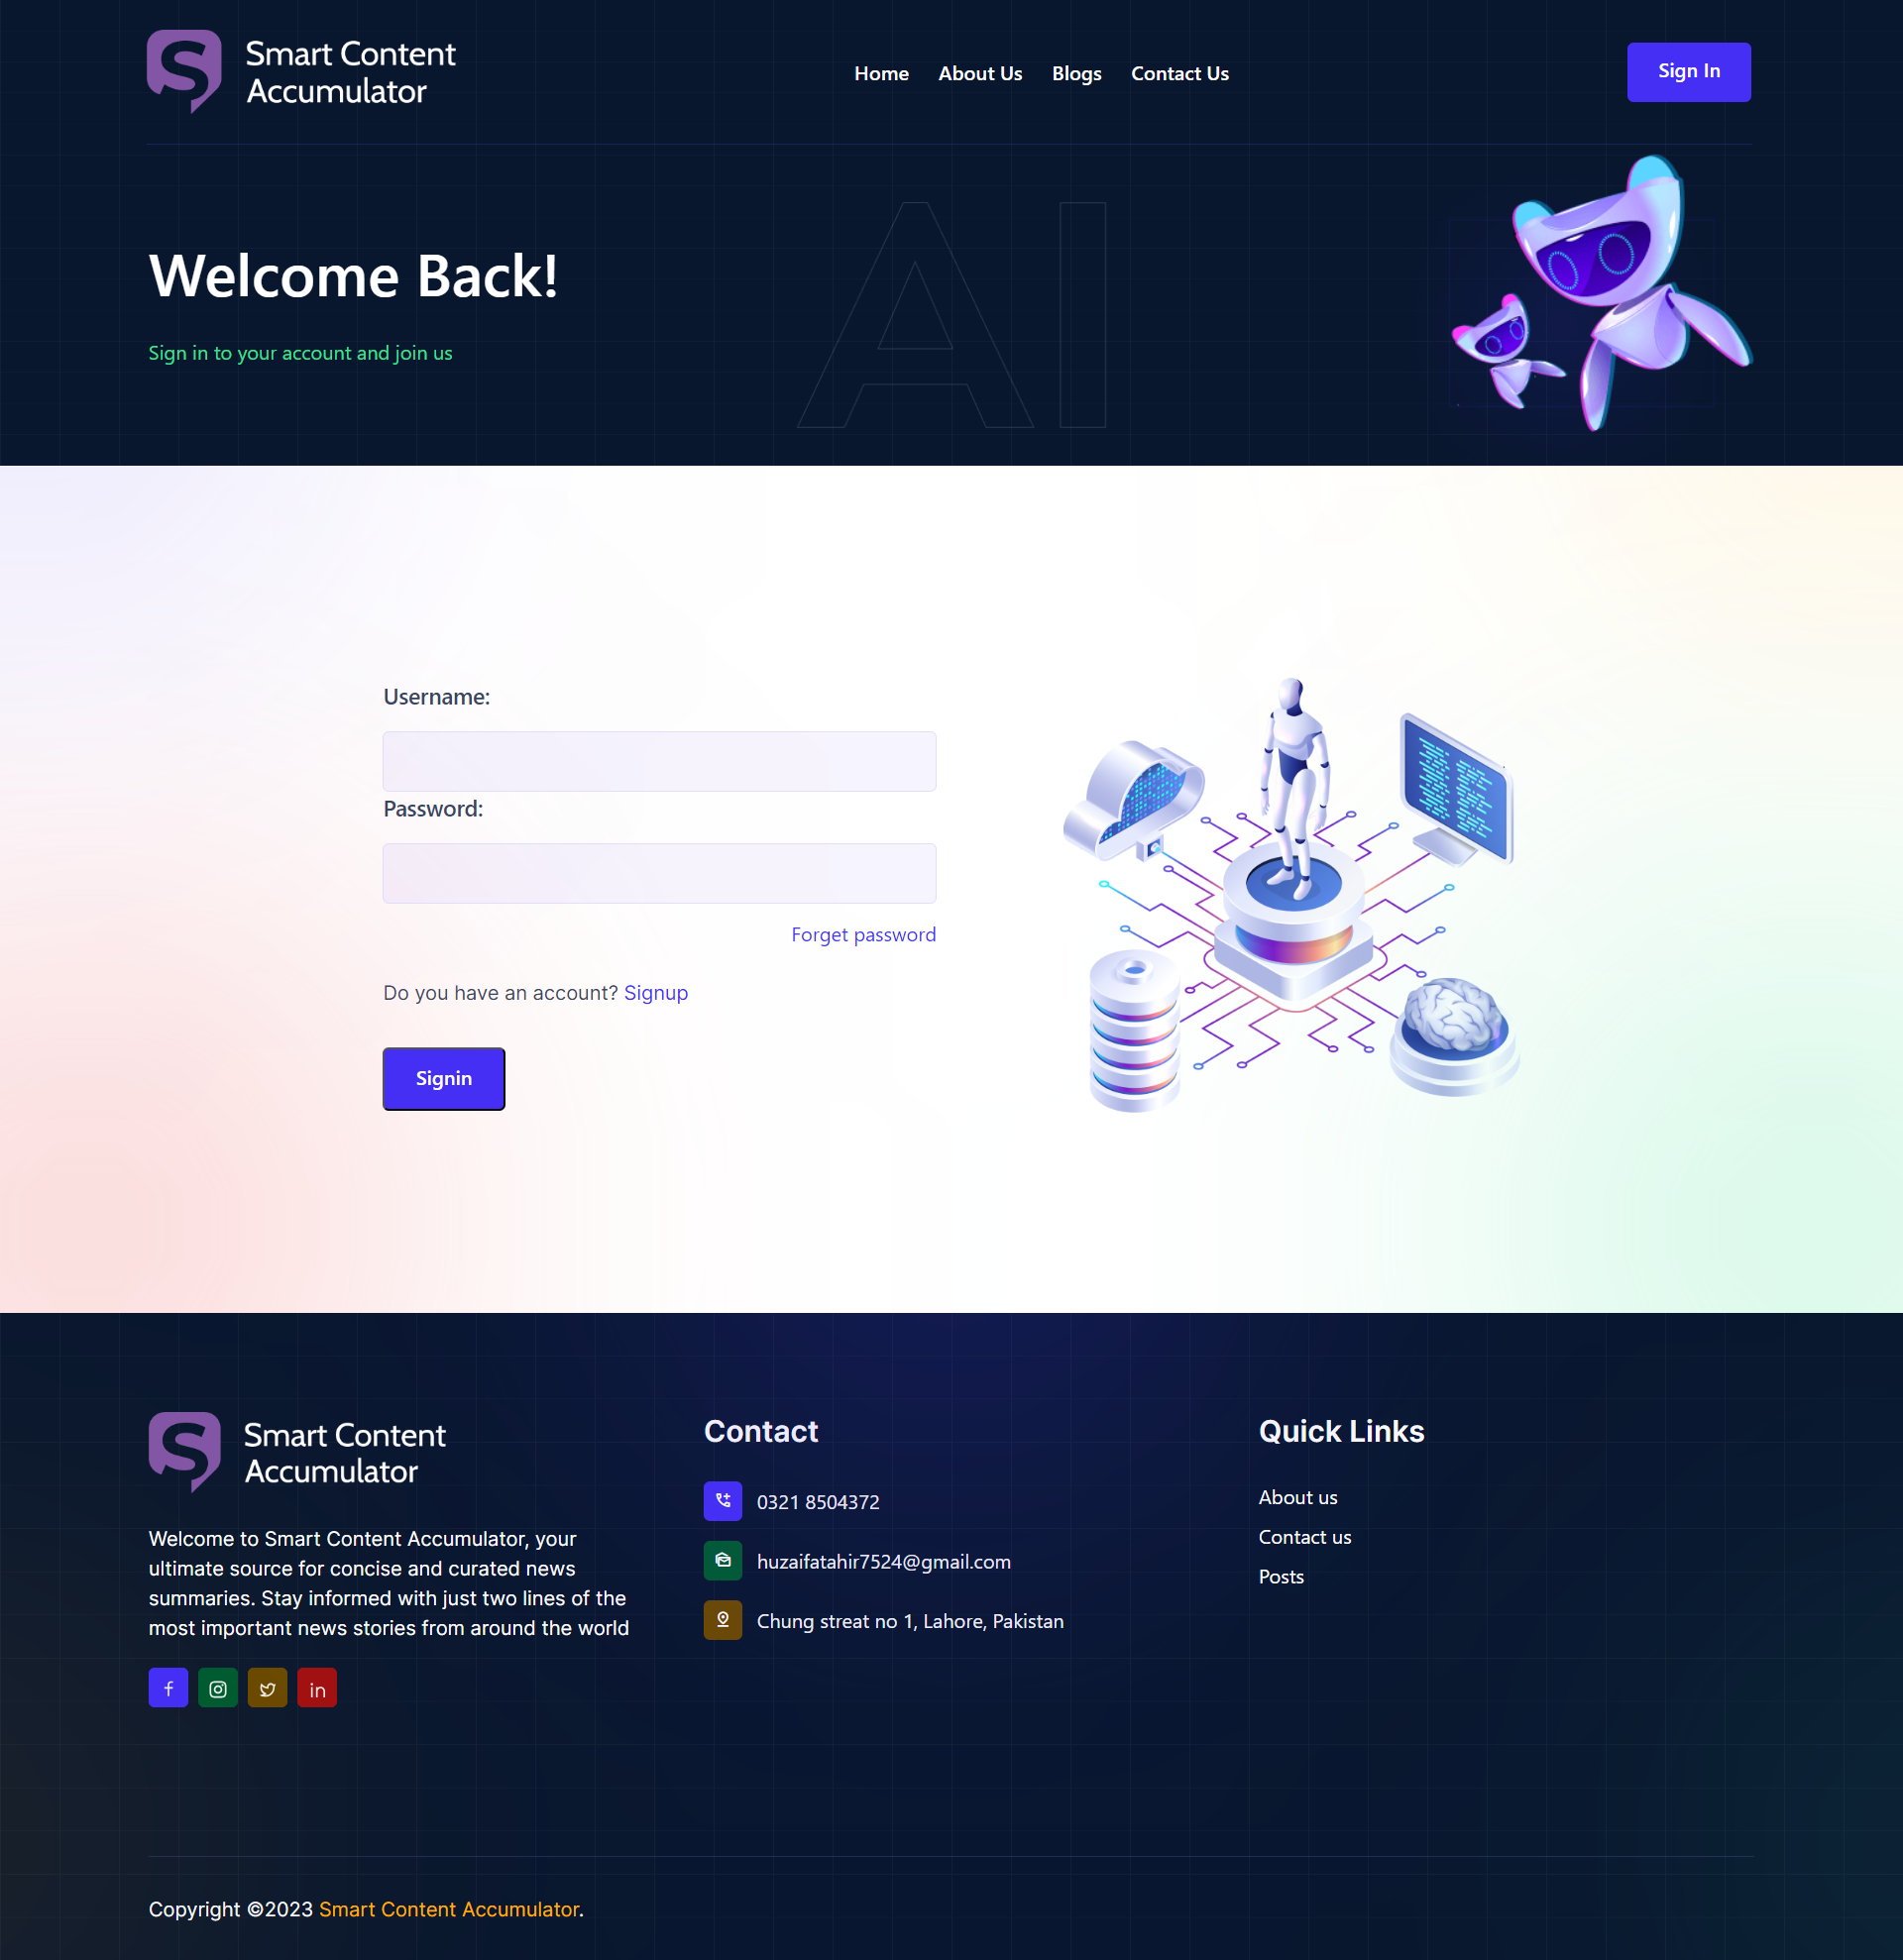 Smart Content
Accumulator
Home About Us Blogs Contact Us
Sign In
AI
Welcome Back!
Sign in to your account and join us
Username:
Password:
Forget password
Do you have an account? Signup
Signin
Smart Content
Accumulator
Welcome to Smart Content Accumulator, your
ultimate source for concise and curated news
summaries. Stay informed with just two lines of the
most important news stories from around the world
Contact
0321 8504372
huzaifatahir7524@gmail.com
Chung streat no 1, Lahore, Pakistan
Quick Links
About us
Contact us
Posts
Copyright ©2023 Smart Content Accumulator.